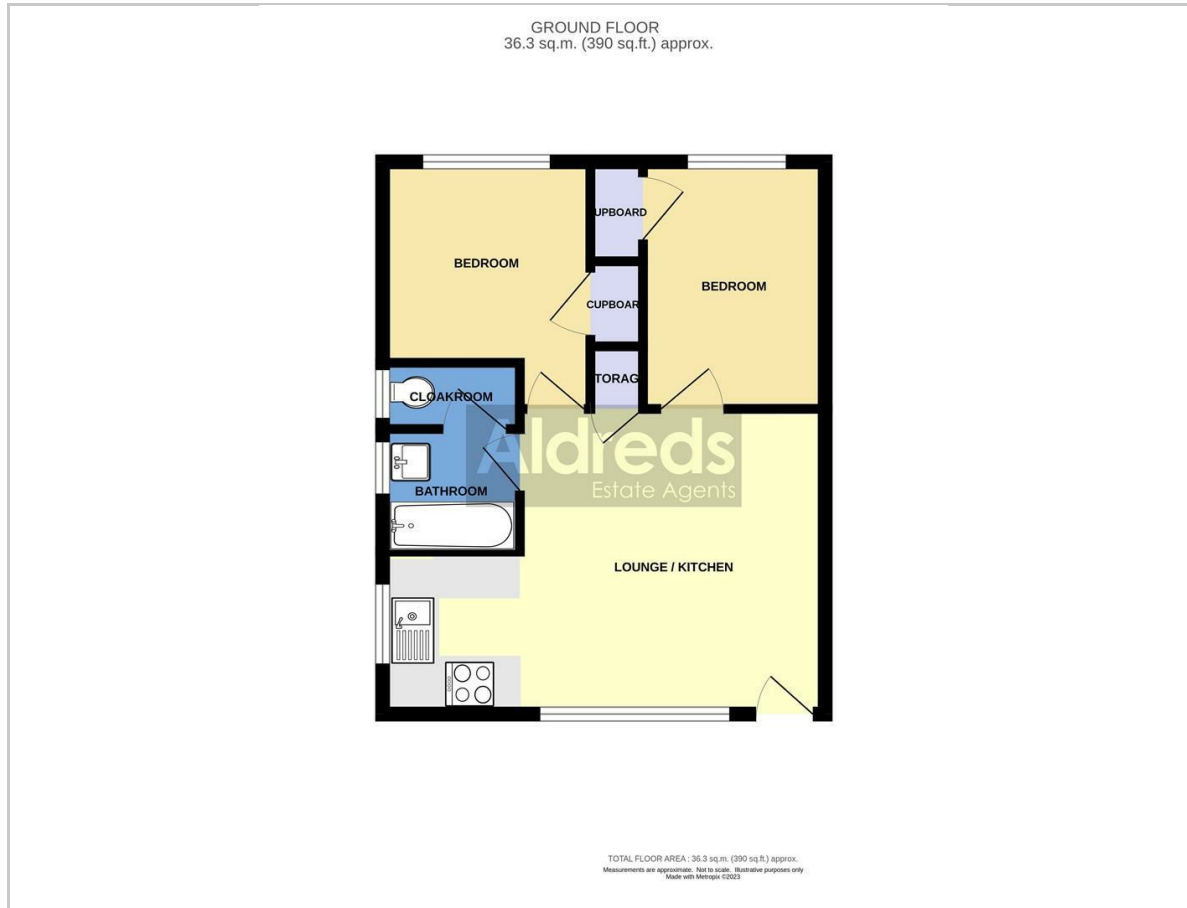 GROUND FLOOR
36.3 sq.m. (390 sq.ft.) approx.
UPBOARD
BEDROOM
BEDROOM
CUPBOAR
TORAG
CLOAKROOM
Aldreds
Estate Agents
BATHROOM
LOUNGE / KITCHEN
TOTAL FLOOR AREA : 36.3 sq.m. (390 sq.ft.) approx.
Measurements are approximate. Not to scale. Illustrative purposes only
Made with Metropix ©2023